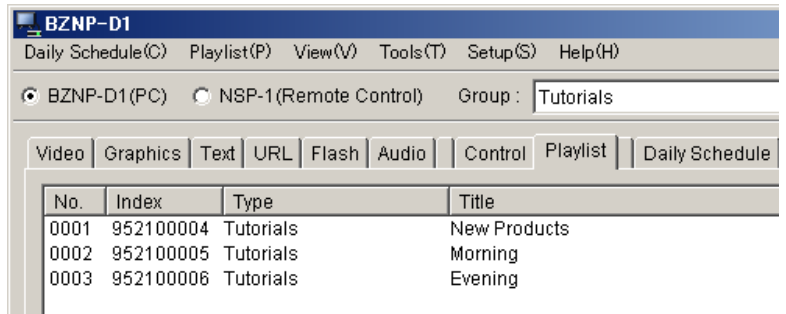 BZNP-D1
Daily Schedule(C) Playlist(P) View(V) Tools(T) Setup(S) Help(H)
BZNP-D1(PC) NSP-1(Remote Control) Group : Tutorials
Video Graphics Text URL Flash Audio Control Playlist Daily Schedule
No. Index Type Title
0001 952100004 Tutorials New Products
0002 952100005 Tutorials Morning
0003 952100006 Tutorials Evening